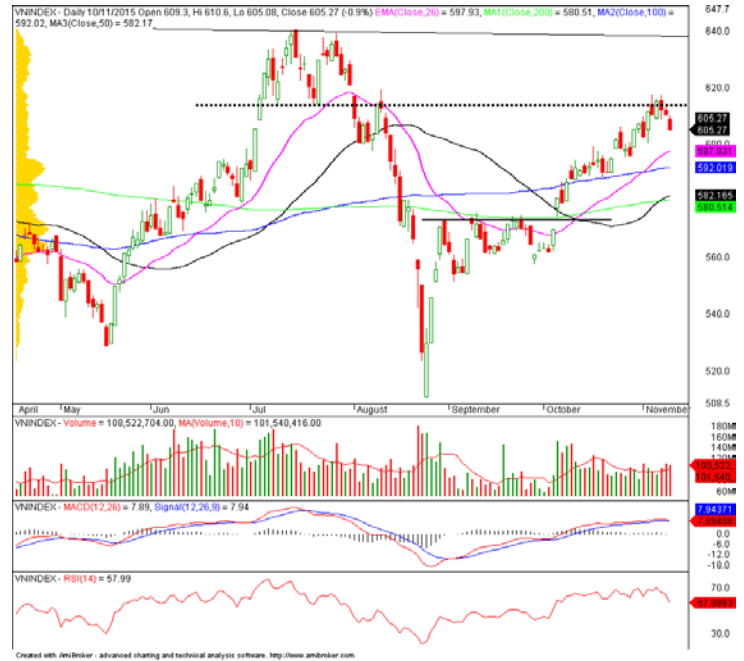 VNINDEX - Daily 10/11/2015 Open 609.3, Hi 610.6, Lo 605.08, Close 605.27 (-0.9%) EMA(Close,26) = 597.93, MA1(Close,200) = 580.51, MA2(Close,100) =
592.02, MA3(Close,50) = 582.17
647.7
640.0
620.0
605.27
605.27
600.0
597.931
592.019
582.165
580.514
560.0
540.0
520.0
508.5
April May Jun Jul August September October November
VNINDEX - Volume = 108,522,704.00, MA(Volume,10) = 101,540,416.00
180M
160M
140M
120M
108,522,
101,540,
60M
VNINDEX - MACD(12,26) = 7.89, Signal(12,26,9) = 7.94
7.94371
7.89488
0.0
-6.0
-12.0
-18.0
VNINDEX - RSI(14) = 57.99
70.0
57.9863
30.0
Created with AmiBroker - advanced charting and technical analysis software. http://www.amibroker.com